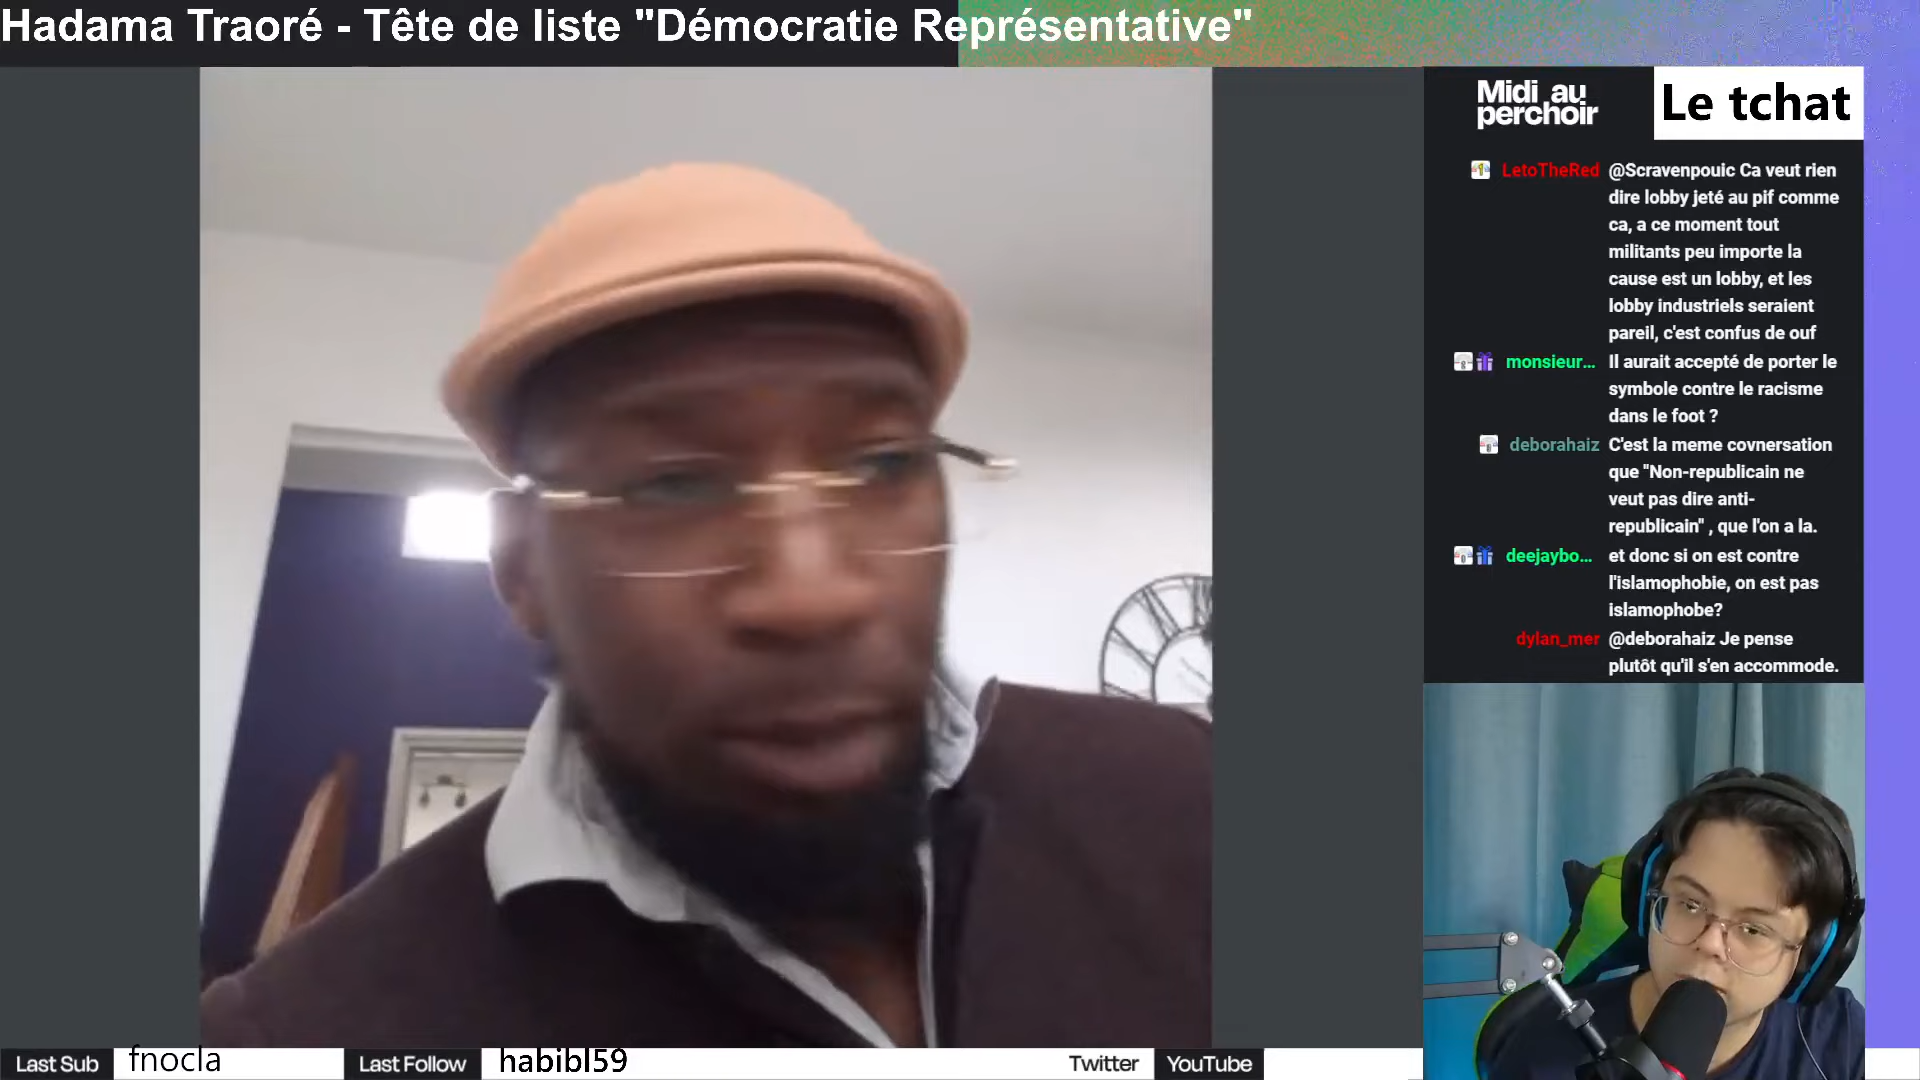 Hadama Traoré - Tête de liste "Démocratie Représentative"
Midi au
perchoir
Le tchat
LetoTheRed @Scravenpouic Ca veut rien
dire lobby jeté au pif comme
ca, a ce moment tout
militants peu importe la
cause est un lobby, et les
lobby industriels seraient
pareil, c'est confus de ouf
monsieur... Il aurait accepté de porter le
symbole contre le racisme
dans le foot ?
deborahaiz C'est la meme covnersation
que "Non-republicain ne
veut pas dire anti-
republicain" , que l'on a la.
deejaybo... et donc si on est contre
l'islamophobie, on est pas
islamophobe?
dylan_mer @deborahaiz Je pense
plutôt qu'il s'en accommode.
Last Sub fnocla Last Follow habibl59 Twitter YouTube